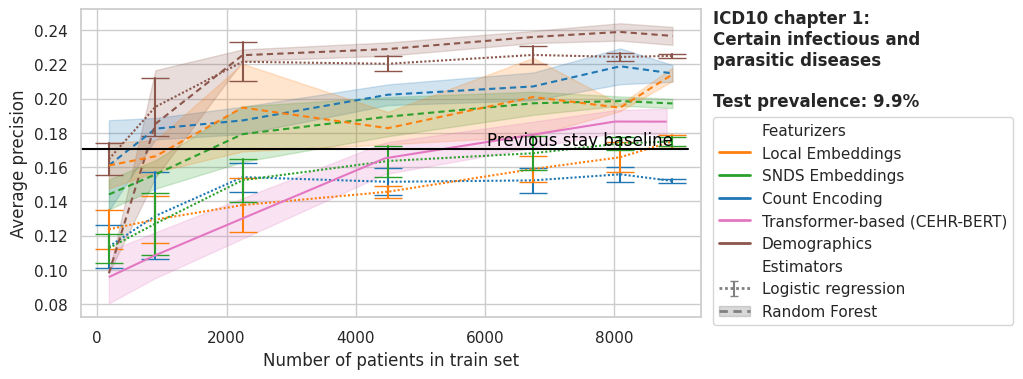 ICD10 chapter 1:
Certain infectious and
parasitic diseases
Test prevalence: 9.9%
Featurizers
Local Embeddings
SNDS Embeddings
Count Encoding
Transformer-based (CEHR-BERT)
Demographics
Estimators
Logistic regression
Random Forest
Average precision
0.24
0.22
0.20
0.18
0.16
0.14
0.12
0.10
0.08
Previous stay baseline
0
2000
4000
6000
8000
Number of patients in train set